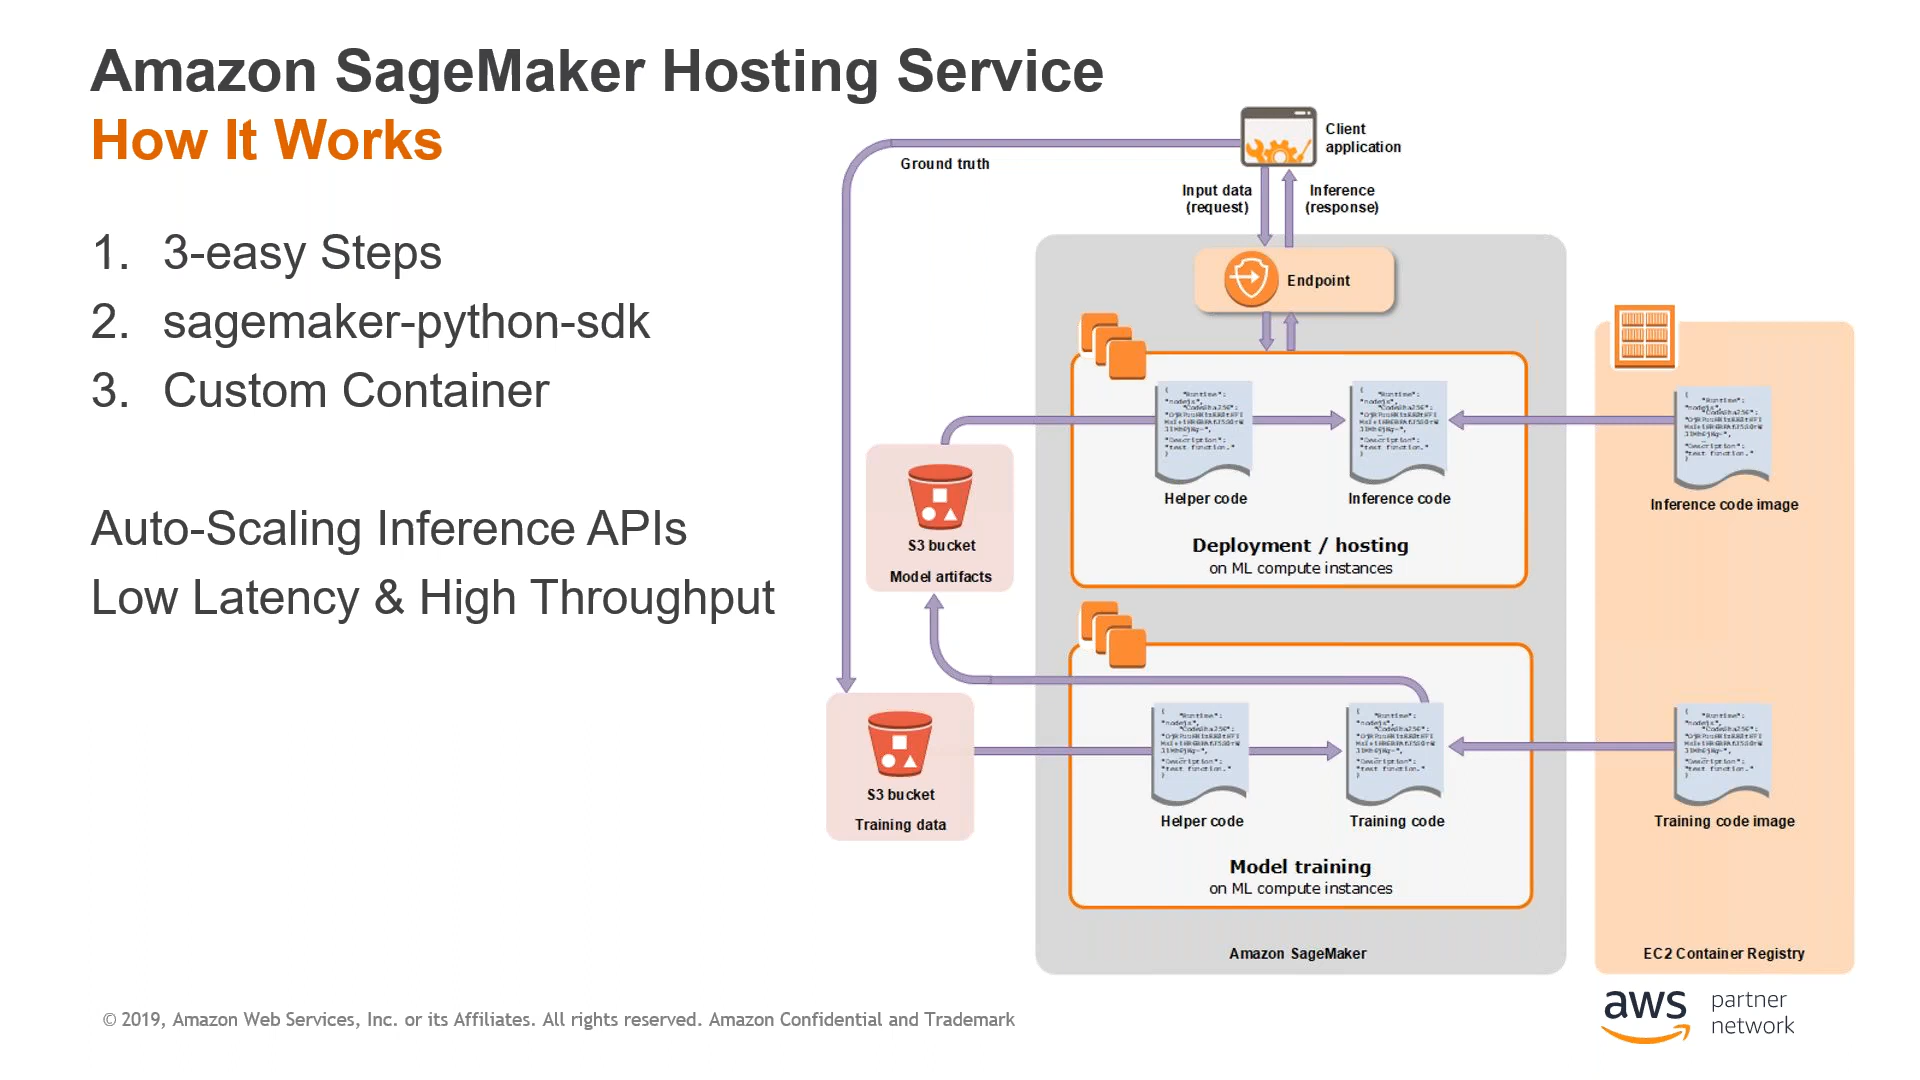 Amazon SageMaker Hosting Service
How It Works
1. 3-easy Steps
2. sagemaker-python-sdk
3. Custom Container
Auto-Scaling Inference APIs
Low Latency & High Throughput
Client
application
Ground truth
Input data
(request)
Inference
(response)
Endpoint
Helper code
Inference code
Inference code image
Deployment / hosting
on ML compute instances
S3 bucket
Model artifacts
S3 bucket
Training data
Helper code
Training code
Training code image
Model training
on ML compute instances
Amazon SageMaker
EC2 Container Registry
© 2019, Amazon Web Services, Inc. or its Affiliates. All rights reserved. Amazon Confidential and Trademark
aws
partner
network